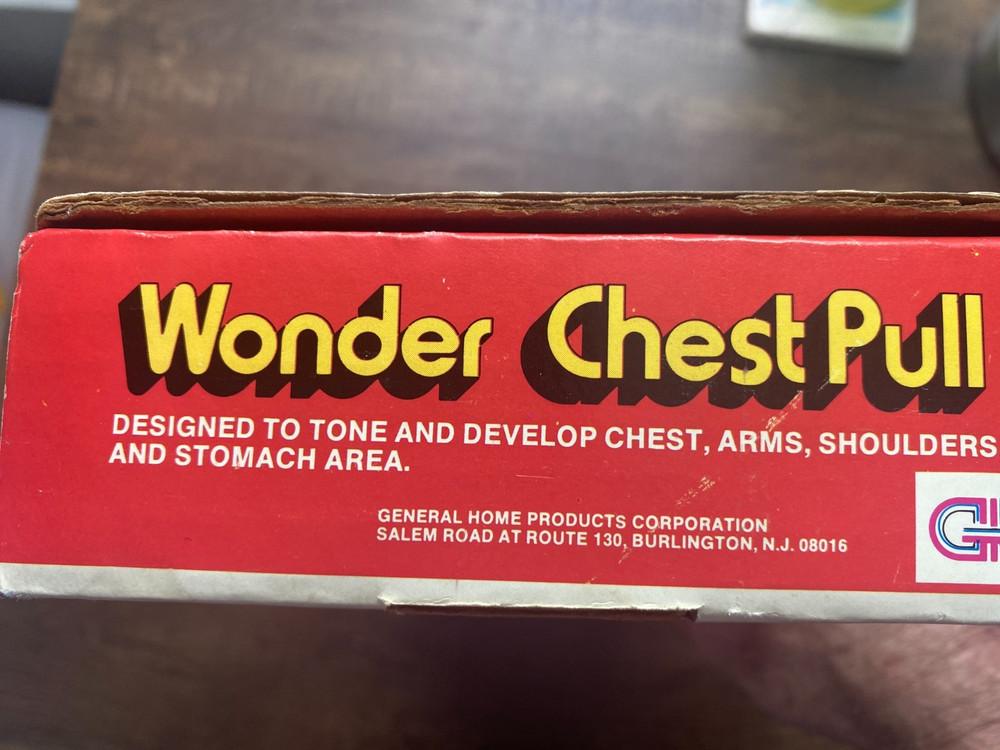 Wonder Chest Pull
DESIGNED TO TONE AND DEVELOP CHEST, ARMS, SHOULDERS
AND STOMACH AREA.
GENERAL HOME PRODUCTS CORPORATION
SALEM ROAD AT ROUTE 130, BURLINGTON, N.J. 08016